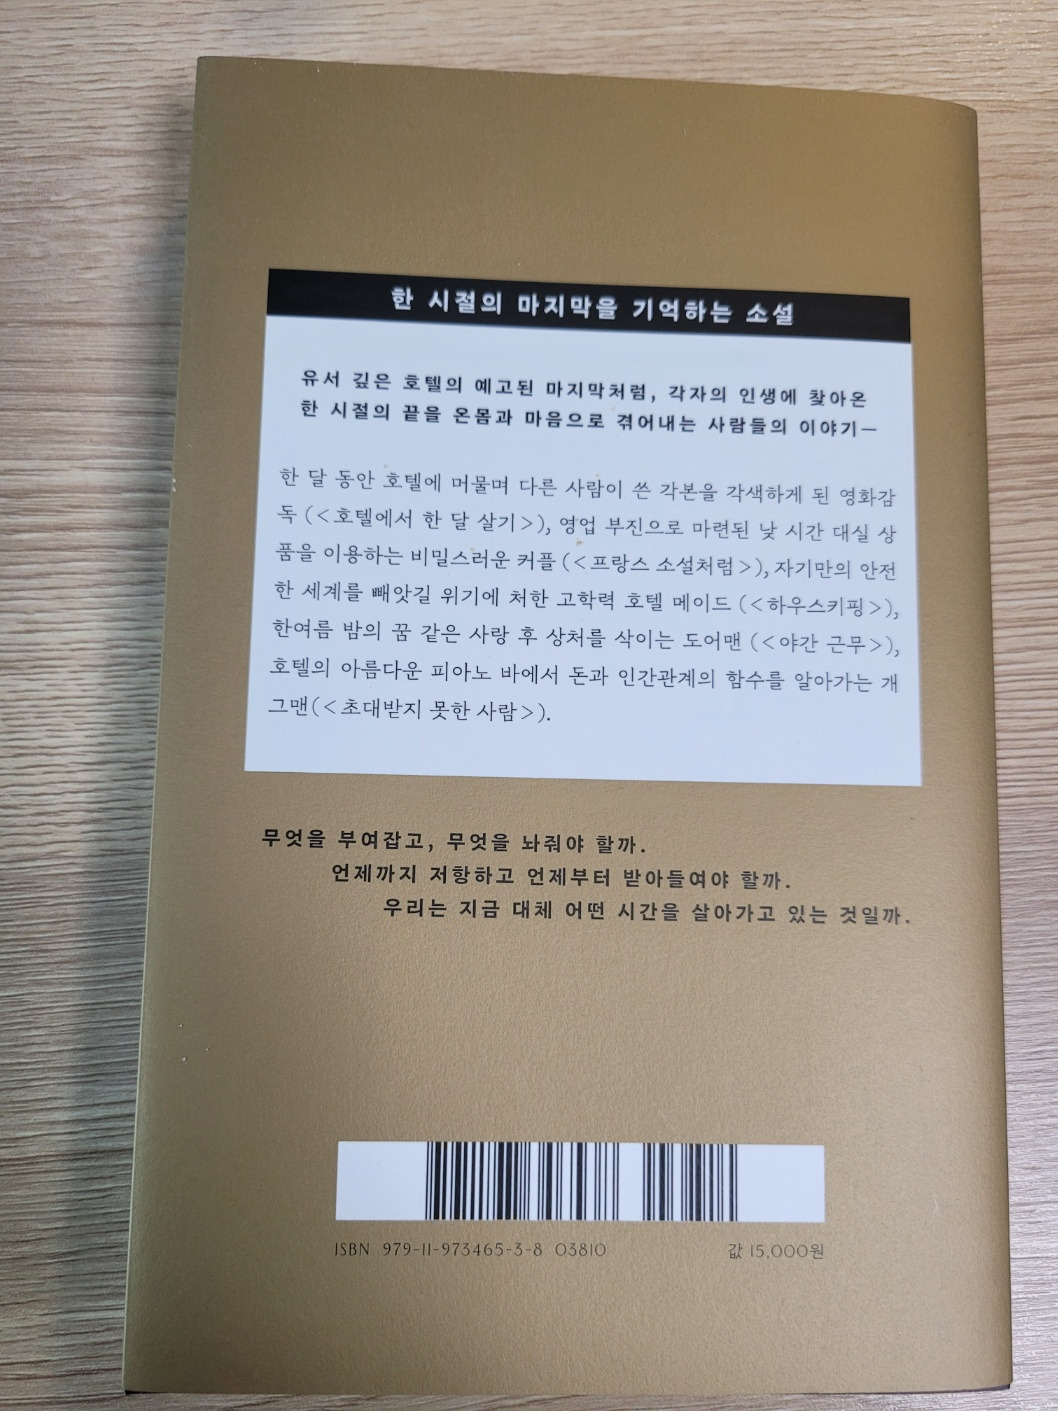 한 시절의 마지막을 기억하는 소설
유서 깊은 호텔의 예고된 마지막처럼, 각자의 인생에 찾아온
한 시절의 끝을 온몸과 마음으로 겪어내는 사람들의 이야기—
한 달 동안 호텔에 머물며 다른 사람이 쓴 각본을 각색하게 된 영화감
독 (<호텔에서 한 달 살기>), 영업 부진으로 마련된 낮 시간 대실 상
품을 이용하는 비밀스러운 커플 (<프랑스 소설처럼>), 자기만의 안전
한 세계를 빼앗길 위기에 처한 고학력 호텔 메이드 (<하우스키핑>),
한여름 밤의 꿈 같은 사랑 후 상처를 삭이는 도어맨 (<야간 근무>),
호텔의 아름다운 피아노 바에서 돈과 인간관계의 함수를 알아가는 개
그맨(<초대받지 못한 사람>).
무엇을 부여잡고, 무엇을 놔줘야 할까.
언제까지 저항하고 언제부터 받아들여야 할까.
우리는 지금 대체 어떤 시간을 살아가고 있는 것일까.
ISBN 979-11-973465-3-8 03810 값 15,000원